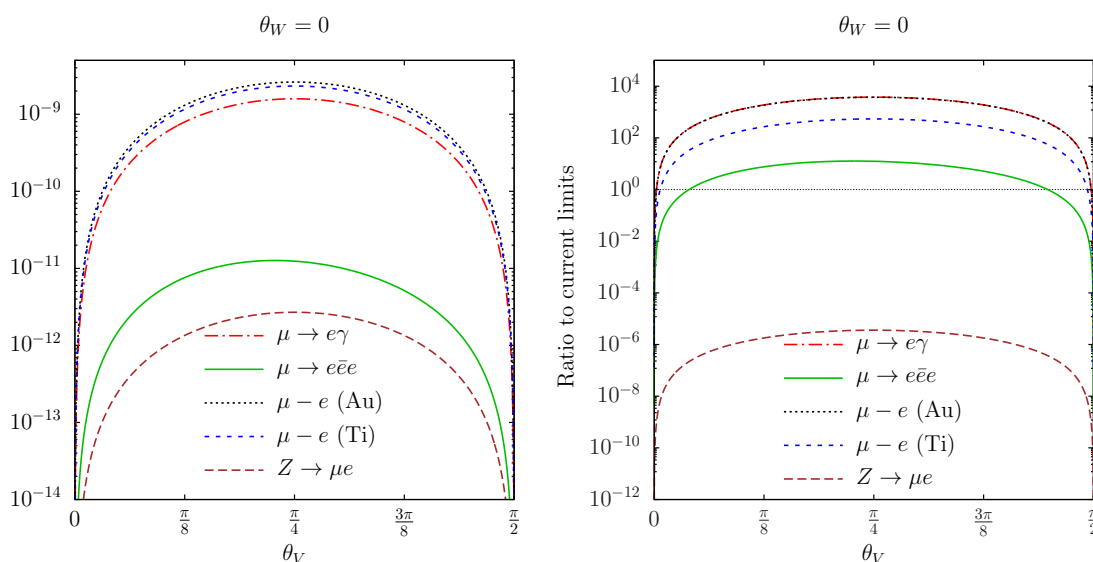 θ_W = 0
10^{-9}
10^{-10}
10^{-11}
10^{-12}
10^{-13}
10^{-14}
μ → eγ
μ → eēe
μ − e (Au)
μ − e (Ti)
Z → μe
0
π/8
π/4
3π/8
π/2
θ_V
θ_W = 0
Ratio to current limits
10^4
10^2
10^0
10^{-2}
10^{-4}
10^{-6}
10^{-8}
10^{-10}
10^{-12}
μ → eγ
μ → eēe
μ − e (Au)
μ − e (Ti)
Z → μe
0
π/8
π/4
3π/8
π/2
θ_V